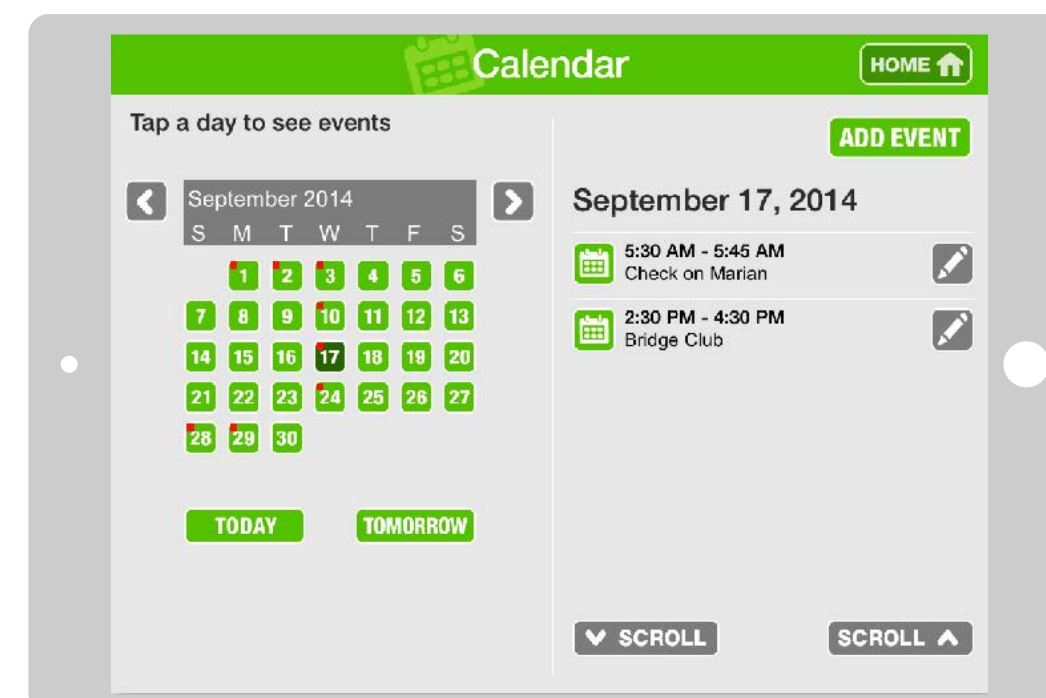 Calendar
HOME
Tap a day to see events
ADD EVENT
September 2014
S M T W T F S
1 2 3 4 5 6
7 8 9 10 11 12 13
14 15 16 17 18 19 20
21 22 23 24 25 26 27
28 29 30
TODAY TOMORROW
September 17, 2014
5:30 AM - 5:45 AM
Check on Marian
2:30 PM - 4:30 PM
Bridge Club
SCROLL SCROLL